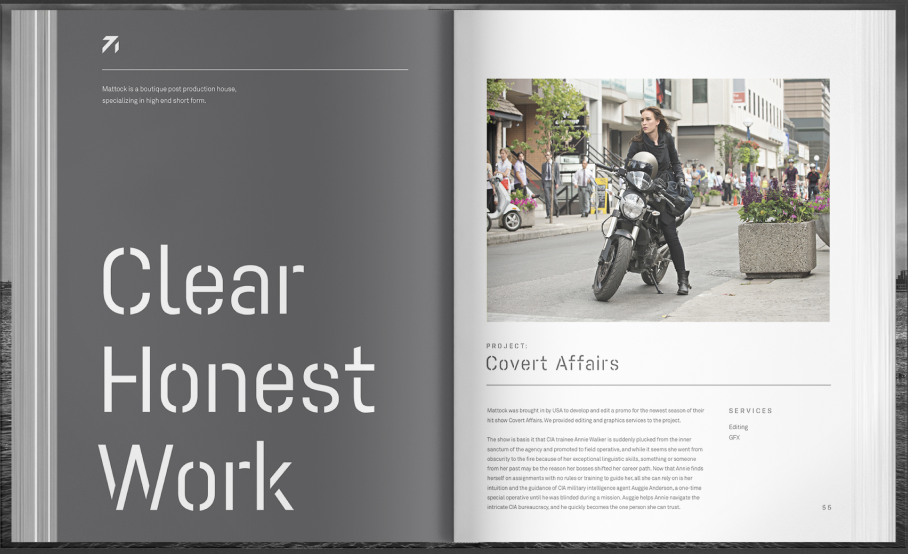 Mattock is a boutique post production house,
specializing in high end short form.
Clear
Honest
Work
PROJECT:
Covert Affairs
Mattock was brought in by USA to develop and edit a promo for the newest season of their
hit show Covert Affairs. We provided editing and graphics services to the project.
The show is basis it that CIA trainee Annie Walker is suddenly plucked from the inner
sanctum of the agency and promoted to field operative, and while it seems she went from
obscurity to the fire because of her exceptional linguistic skills, something or someone
from her past may be the reason her bosses shifted her career path. Now that Annie finds
herself on assignments with no rules or training to guide her, all she can rely on is her
intuition and the guidance of CIA military intelligence agent Auggie Anderson, a one-time
special operative until he was blinded during a mission. Auggie helps Annie navigate the
intricate CIA bureaucracy, and he quickly becomes the one person she can trust.
SERVICES
Editing
GFX
55